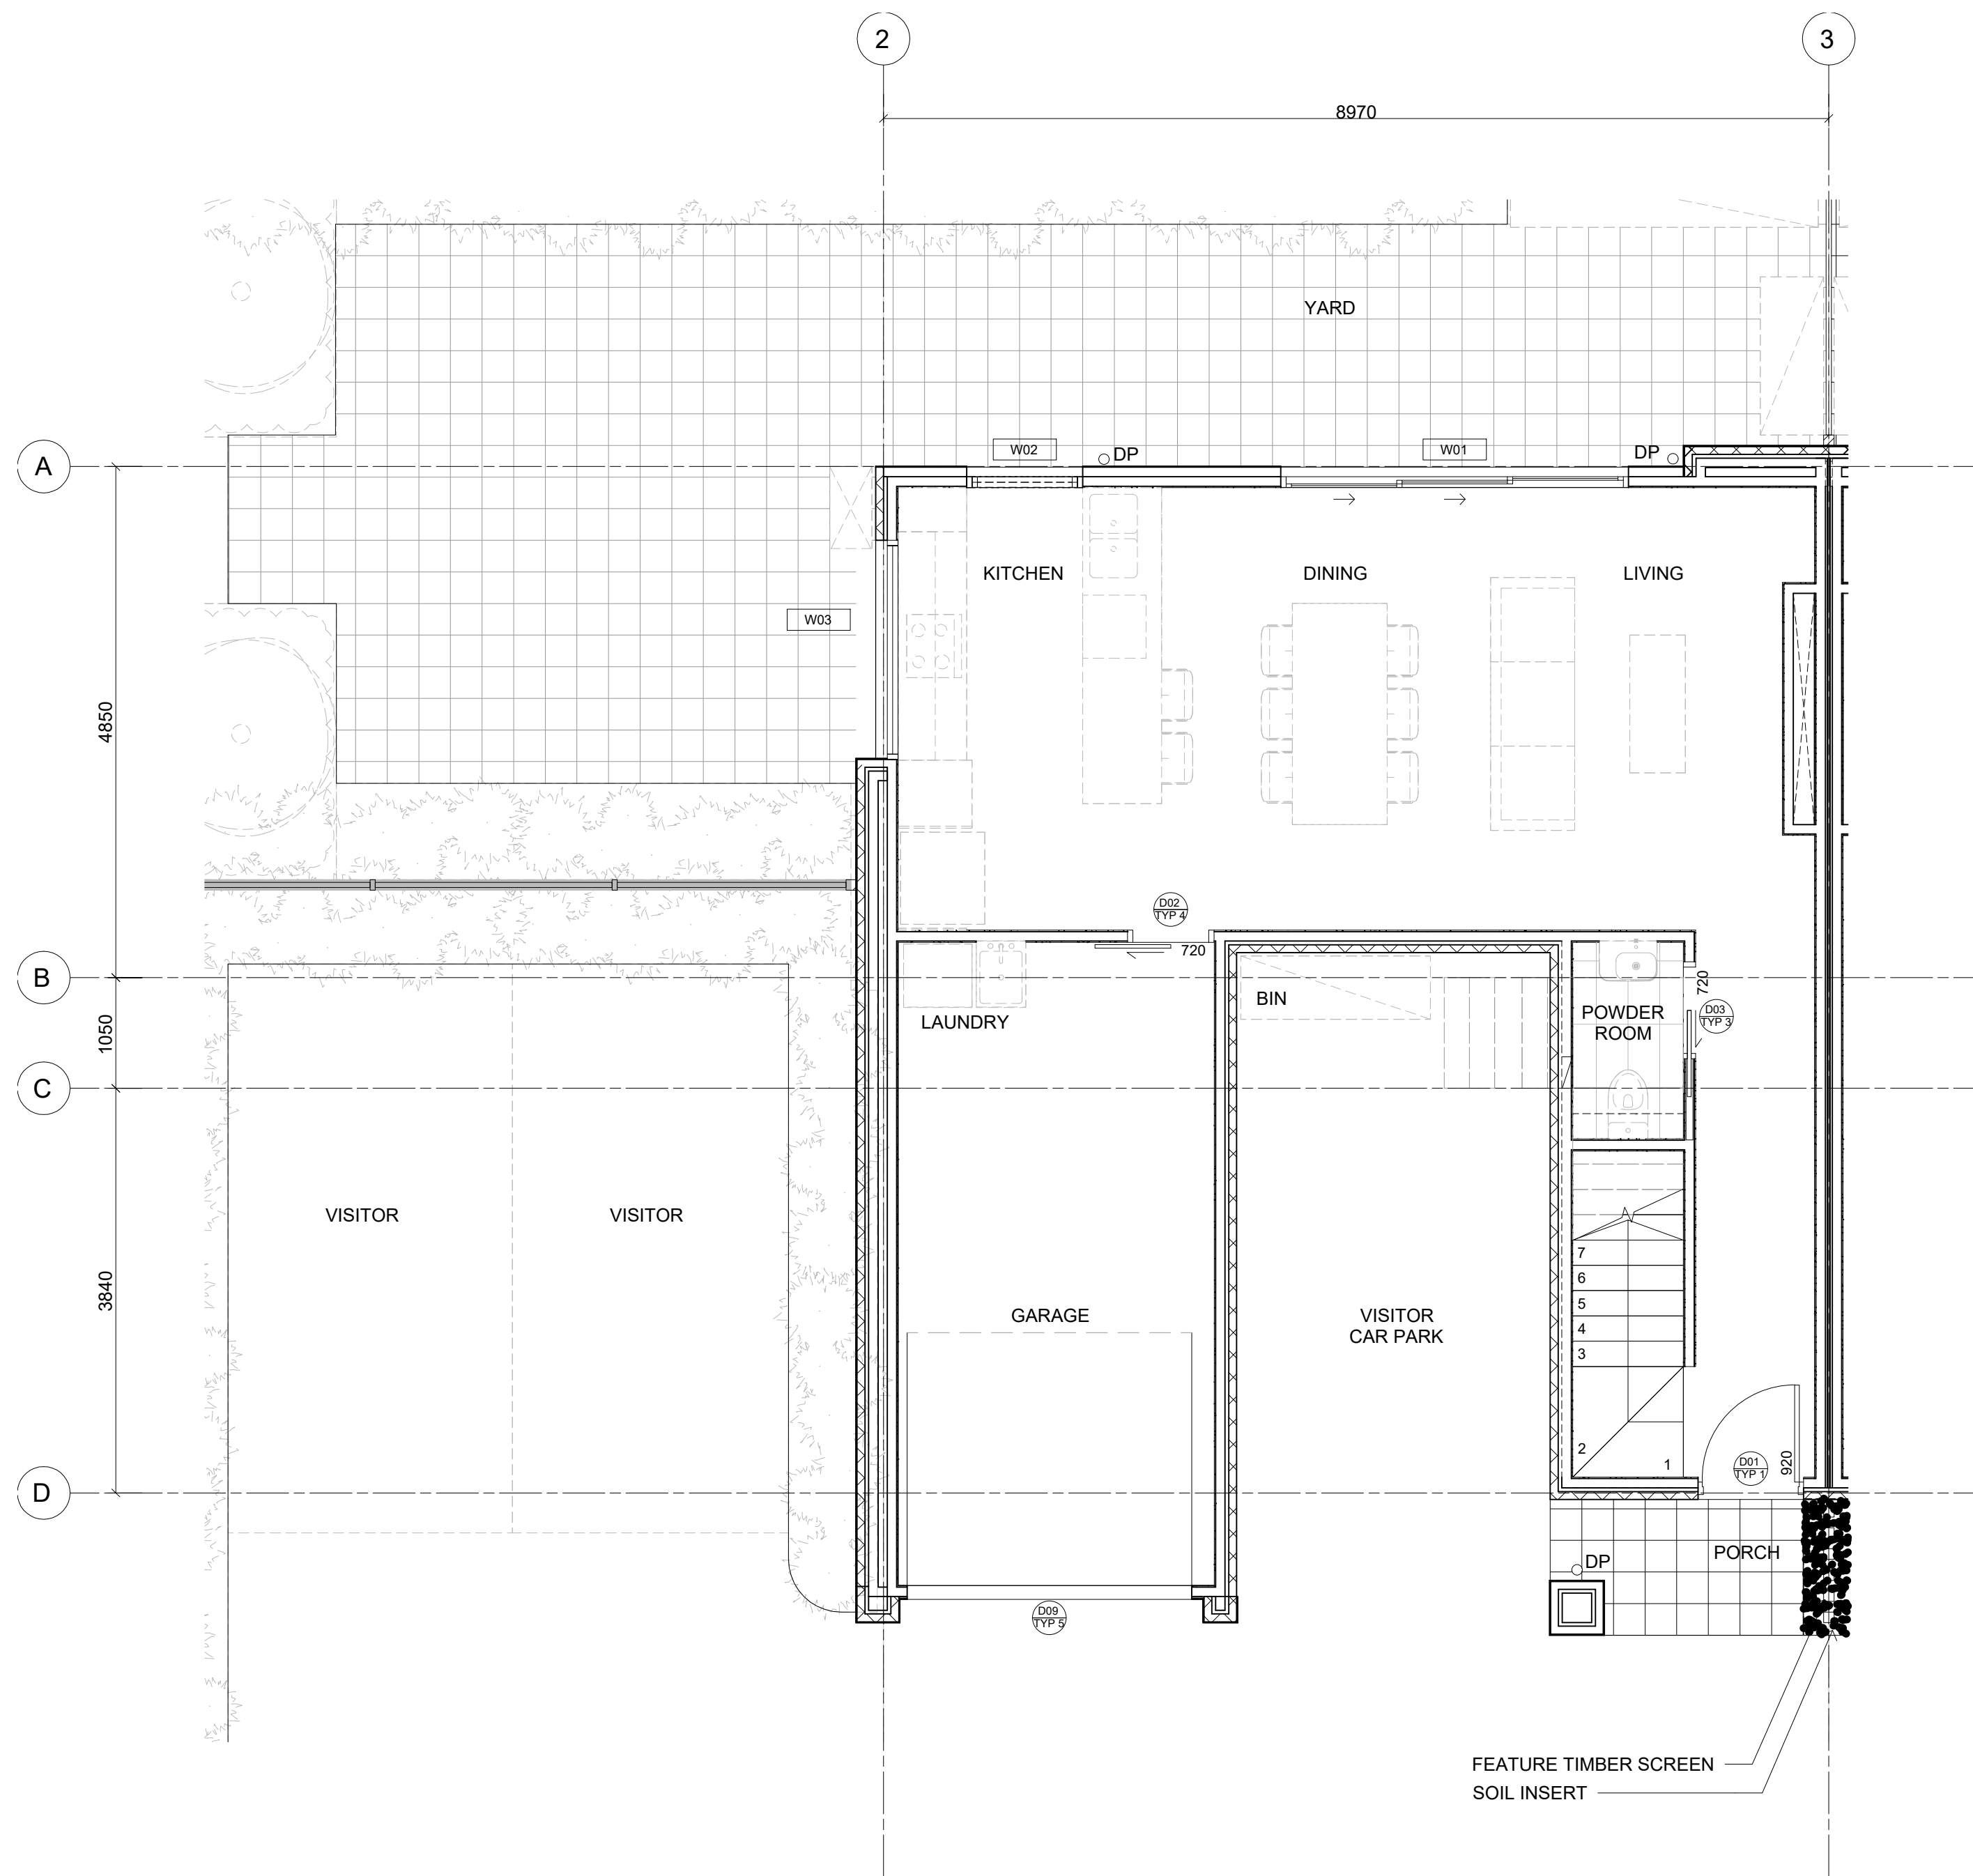 2
3
8970
YARD
A
W02
DP
W01
DP
KITCHEN
DINING
LIVING
W03
4850
D02
TYP 4
720
B
BIN
720
LAUNDRY
POWDER
ROOM
D03
TYP 3
1050
C
VISITOR
VISITOR
7
6
5
4
3
3840
GARAGE
VISITOR
CAR PARK
2
1
D01
TYP 1
920
D
PORCH
DP
D09
TYP 5
FEATURE TIMBER SCREEN
SOIL INSERT